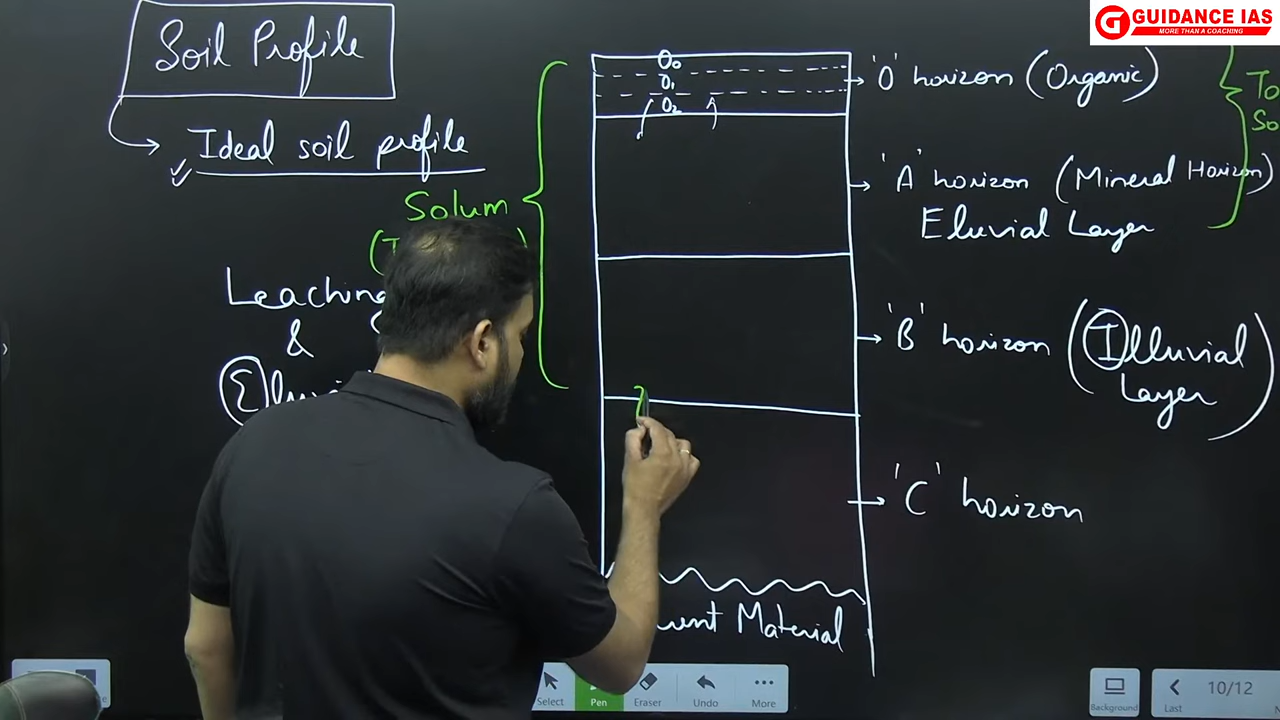 GUIDANCE IAS
MORE THAN A COACHING
Soil Profile
Ideal soil profile
Solum
Leaching
&
O₀
O₁
O₂
'O' horizon (Organic)
'A' horizon (Mineral Horizon)
Eluvial Layer
'B' horizon (Illuvial Layer)
'C' horizon
Material
Select
Pen
Eraser
Undo
More
Background
Last
10/12